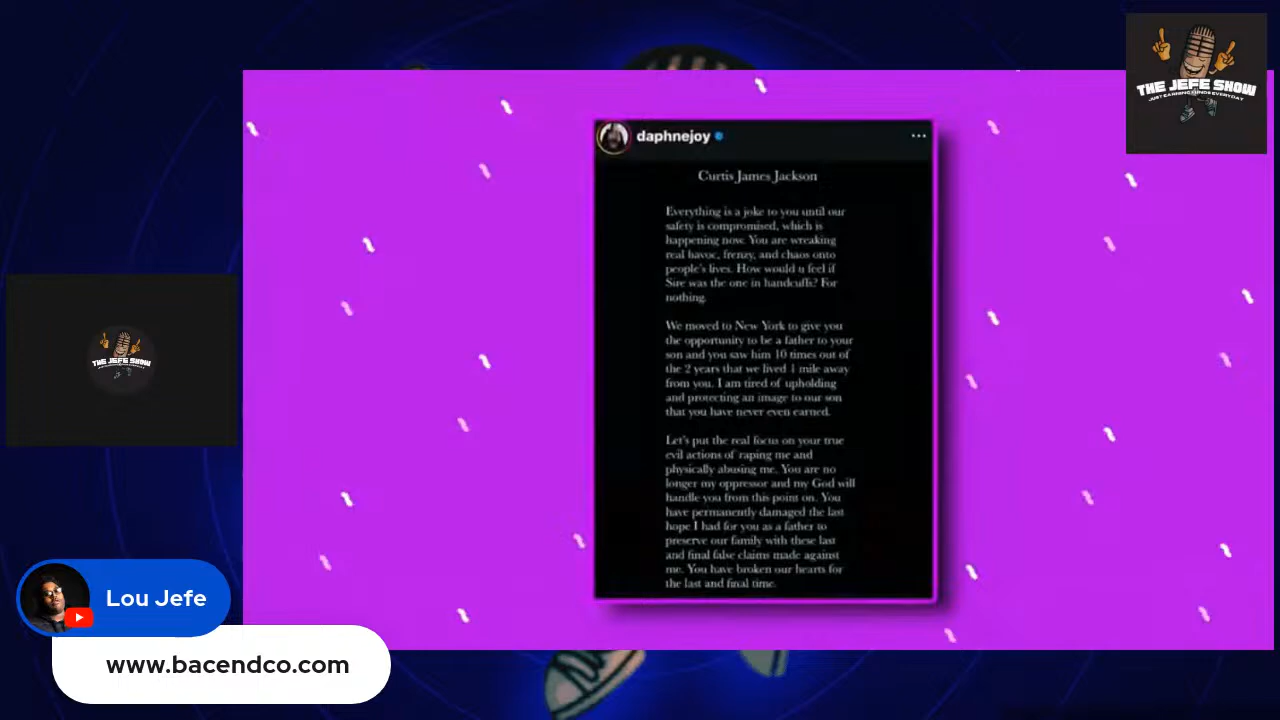 THE JEFE SHOW
JUST EARNING FUNDS EVERYDAY
daphnejoy
Curtis James Jackson
Everything is a joke to you until our
safety is compromised, which is
happening now. You are wreaking
real havoc, frenzy, and chaos onto
people's lives. How would u feel if
Sire was the one in handcuffs? For
nothing.
We moved to New York to give you
the opportunity to be a father to your
son and you saw him 10 times out of
the 2 years that we lived 1 mile away
from you. I am tired of upholding
and protecting an image to our son
that you have never even earned.
Let's put the real focus on your true
evil actions of raping me and
physically abusing me. You are no
longer my oppressor and my God will
handle you from this point on. You
have permanently damaged the last
hope I had for you as a father to
preserve our family with these last
and final false claims made against
me. You have broken our hearts for
the last and final time.
THE JEFE SHOW
Lou Jefe
www.bacendco.com